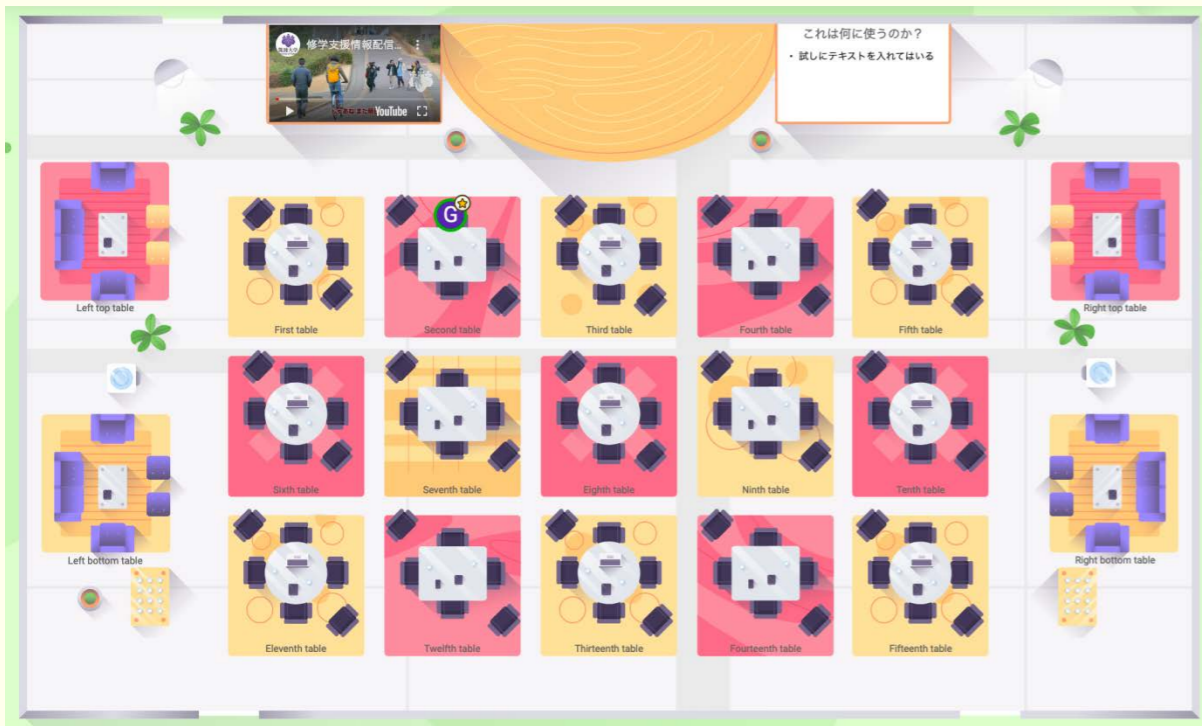 修学支援情報配信...
YouTube
これは何に使うのか？
・ 試しにテキストを入れてはいる
G
Left top table
First table
Second table
Third table
Fourth table
Fifth table
Right top table
Sixth table
Seventh table
Eighth table
Ninth table
Tenth table
Left bottom table
Right bottom table
Eleventh table
Twelfth table
Thirteenth table
Fourteenth table
Fifteenth table